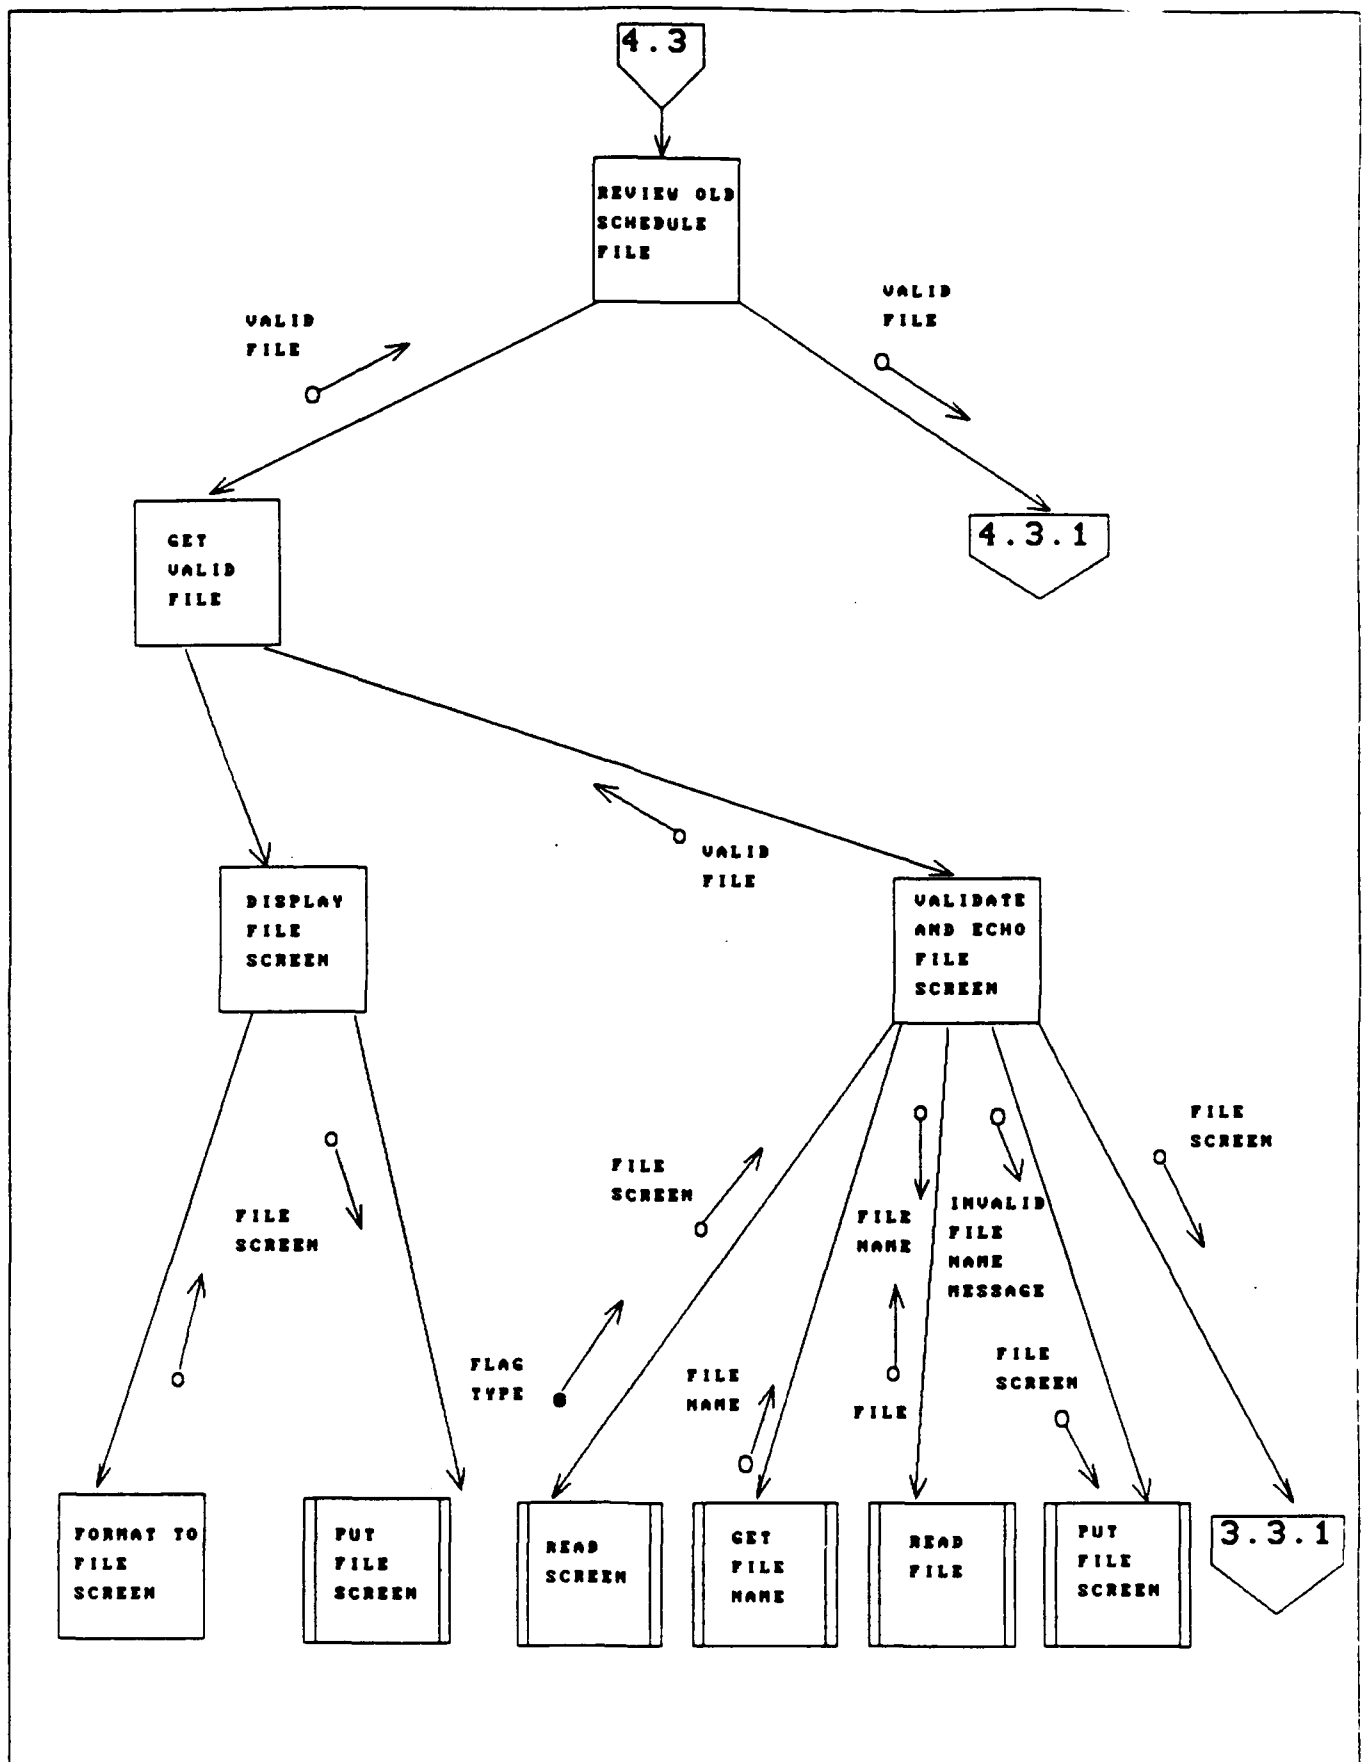 4.3
REVIEW OLD
SCHEDULE
FILE
VALID
FILE
VALID
FILE
GET
VALID
FILE
4.3.1
VALID
FILE
DISPLAY
FILE
SCREEN
VALIDATE
AND ECHO
FILE
SCREEN
FILE
SCREEN
FILE
SCREEN
FILE
SCREEN
FILE
NAME
INVALID
FILE
NAME
MESSAGE
FLAG
TYPE
FILE
NAME
FILE
FILE
SCREEN
FORMAT TO
FILE
SCREEN
PUT
FILE
SCREEN
READ
SCREEN
GET
FILE
NAME
READ
FILE
PUT
FILE
SCREEN
3.3.1